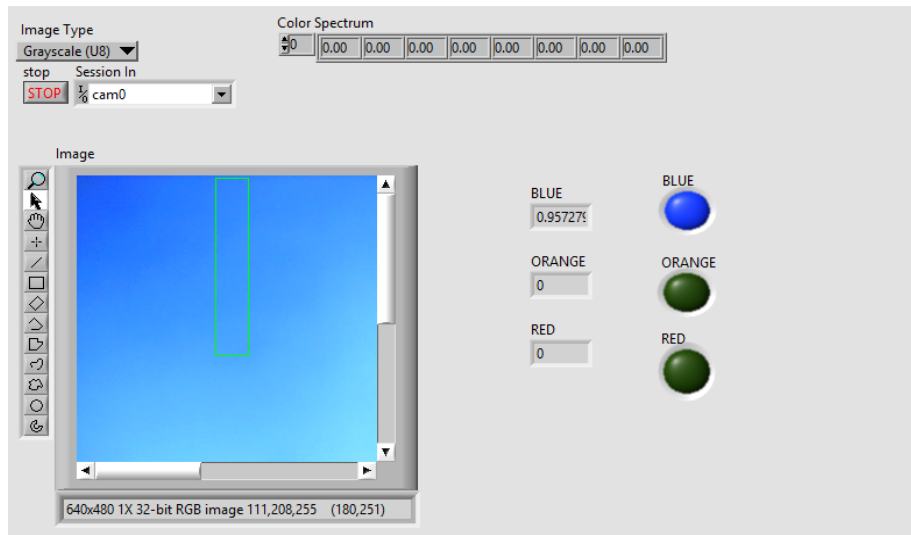 Image Type
Grayscale (U8)
stop
Session In
STOP
I/O cam0
Color Spectrum
0 0.00 0.00 0.00 0.00 0.00 0.00 0.00 0.00
Image
640x480 1X 32-bit RGB image 111,208,255 (180,251)
BLUE
0.957279
BLUE
ORANGE
0
ORANGE
RED
0
RED